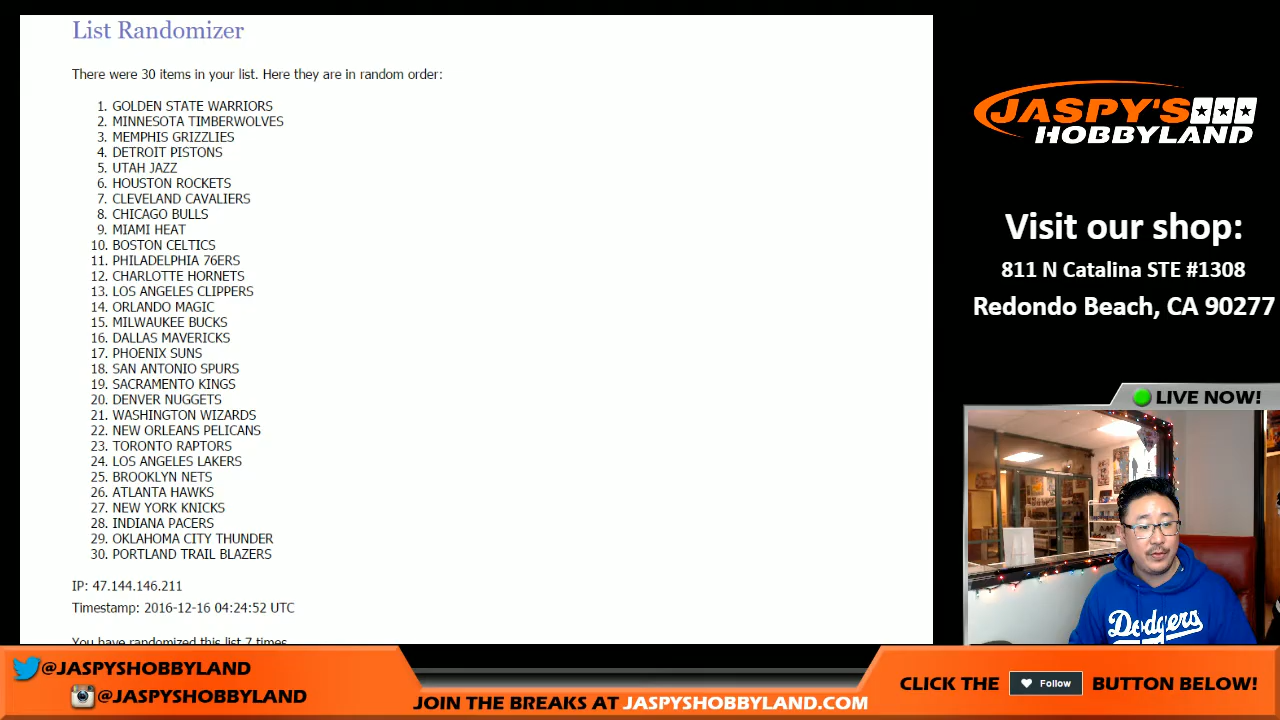 List Randomizer
There were 30 items in your list. Here they are in random order:
1. GOLDEN STATE WARRIORS
2. MINNESOTA TIMBERWOLVES
3. MEMPHIS GRIZZLIES
4. DETROIT PISTONS
5. UTAH JAZZ
6. HOUSTON ROCKETS
7. CLEVELAND CAVALIERS
8. CHICAGO BULLS
9. MIAMI HEAT
10. BOSTON CELTICS
11. PHILADELPHIA 76ERS
12. CHARLOTTE HORNETS
13. LOS ANGELES CLIPPERS
14. ORLANDO MAGIC
15. MILWAUKEE BUCKS
16. DALLAS MAVERICKS
17. PHOENIX SUNS
18. SAN ANTONIO SPURS
19. SACRAMENTO KINGS
20. DENVER NUGGETS
21. WASHINGTON WIZARDS
22. NEW ORLEANS PELICANS
23. TORONTO RAPTORS
24. LOS ANGELES LAKERS
25. BROOKLYN NETS
26. ATLANTA HAWKS
27. NEW YORK KNICKS
28. INDIANA PACERS
29. OKLAHOMA CITY THUNDER
30. PORTLAND TRAIL BLAZERS
IP: 47.144.146.211
Timestamp: 2016-12-16 04:24:52 UTC
You have randomized this list 7 times
JASPY'S
HOBBYLAND
Visit our shop:
811 N Catalina STE #1308
Redondo Beach, CA 90277
LIVE NOW!
Dodgers
@JASPYSHOBBYLAND
@JASPYSHOBBYLAND
JOIN THE BREAKS AT JASPYSHOBBYLAND.COM
CLICK THE Follow BUTTON BELOW!